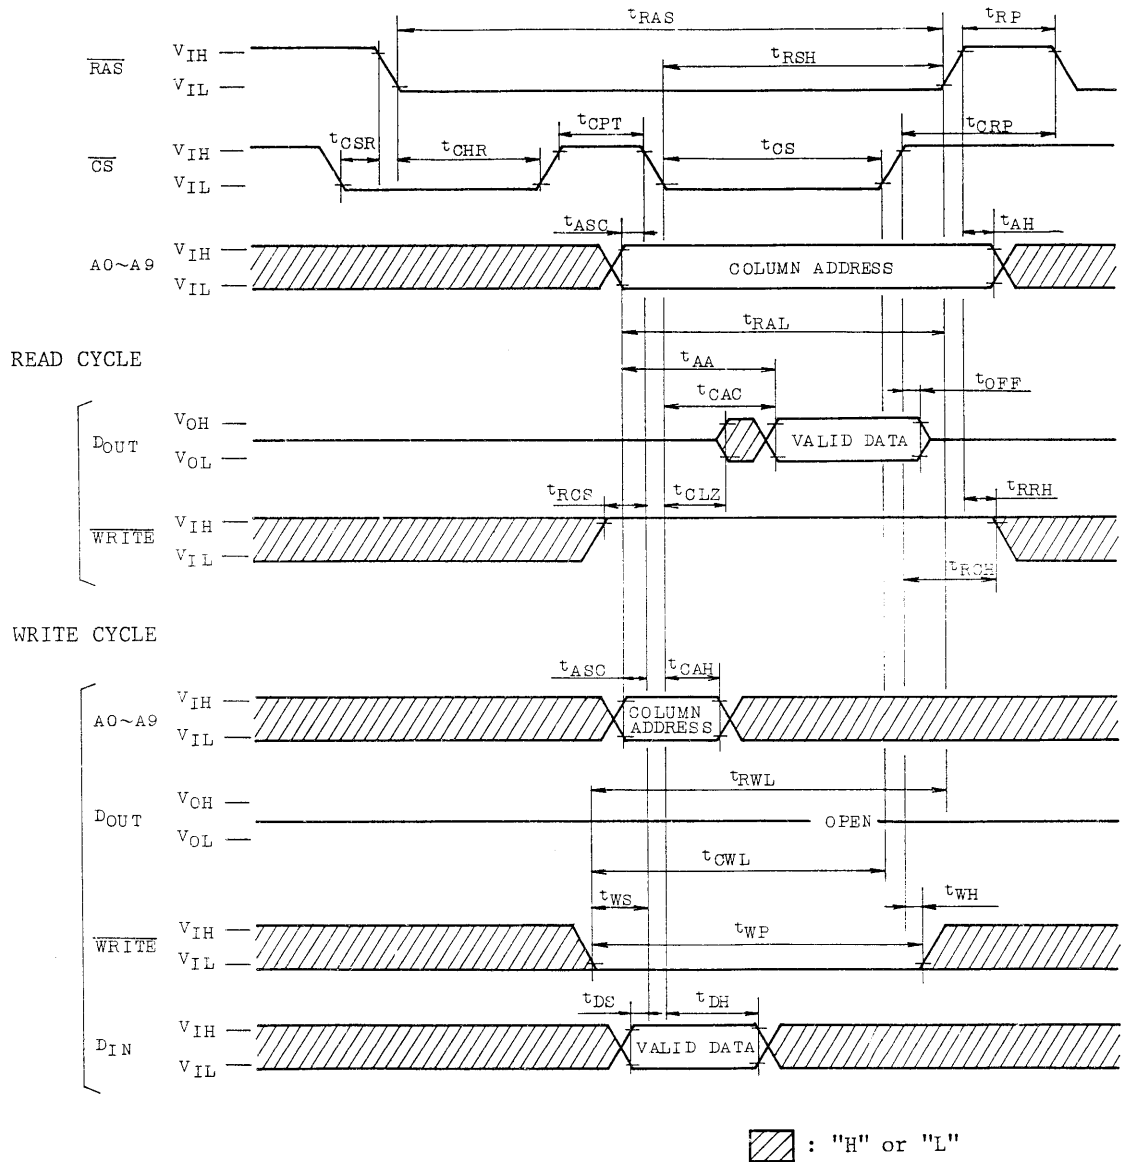 tRAS tRP
RAS VIH
tRSH
VIL
tCPT tCRP
tCSR
CS VIH tCHR tCS
VIL
tASC tAH
A0~A9 VIH
COLUMN ADDRESS
VIL
tRAL
READ CYCLE
tAA
tOFF
tCAC
DOUT VOH
VALID DATA
VOL
tRCS tCLZ tRRH
WRITE VIH
VIL
tRCH
WRITE CYCLE
tASC tCAH
A0~A9 VIH
COLUMN
ADDRESS
VIL
tRWL
DOUT VOH
OPEN
VOL
tCWL
tWS tWH
WRITE VIH
tWP
VIL
tDS tDH
DIN VIH
VALID DATA
VIL
: "H" or "L"